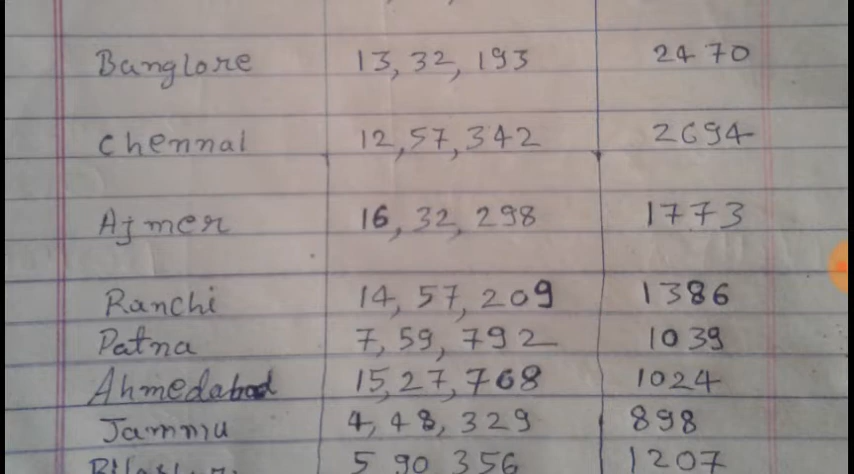 Banglore 13, 32, 193 2470
Chennai 12,57,342 2694
Ajmer 16, 32, 298 1773
Ranchi 14, 57, 209 1386
Patna 7, 59, 792 1039
Ahmedabad 15,27,768 1024
Jammu 4, 48, 329 898
5 90 356 1207